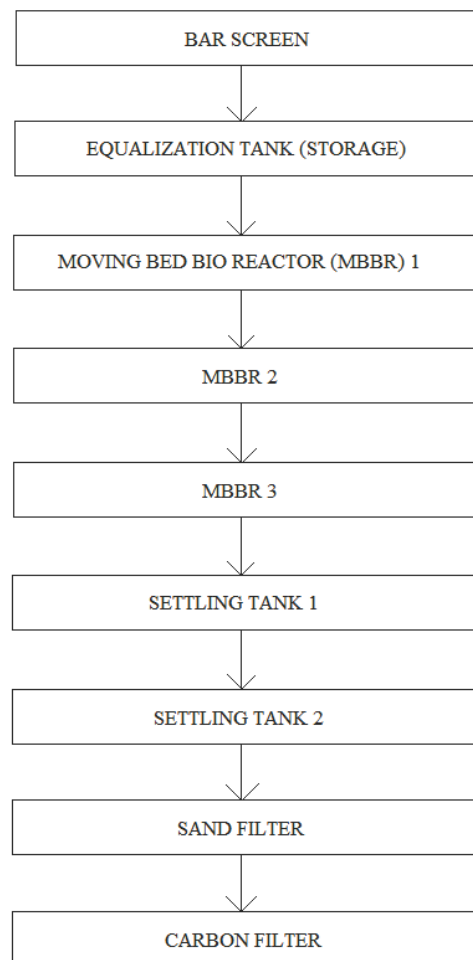 BAR SCREEN
EQUALIZATION TANK (STORAGE)
MOVING BED BIO REACTOR (MBBR) 1
MBBR 2
MBBR 3
SETTLING TANK 1
SETTLING TANK 2
SAND FILTER
CARBON FILTER